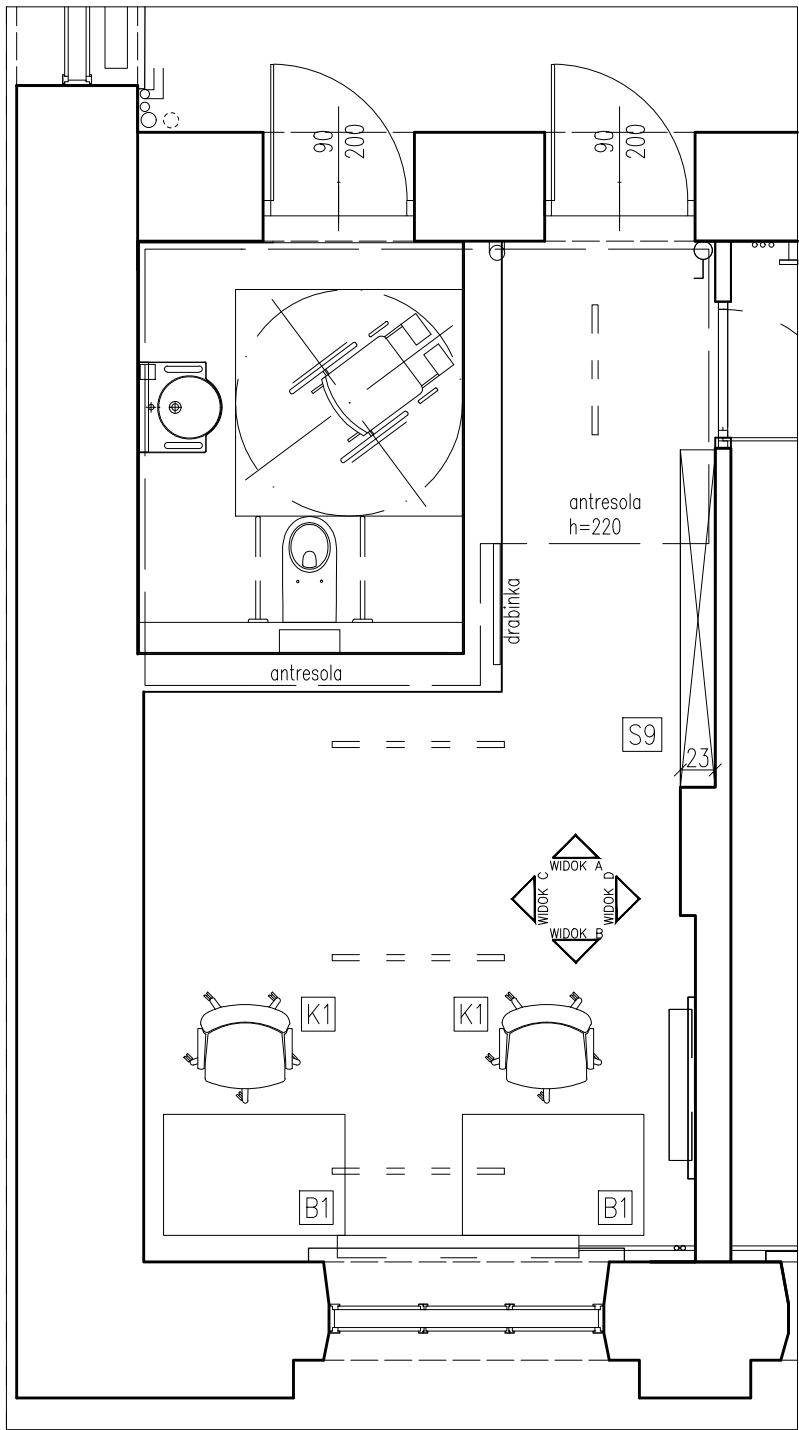 90
200
90
200
antresola
h=220
drabinka
antresola
S9
23
WIDOK A
WIDOK C
WIDOK D
WIDOK B
K1
K1
B1
B1